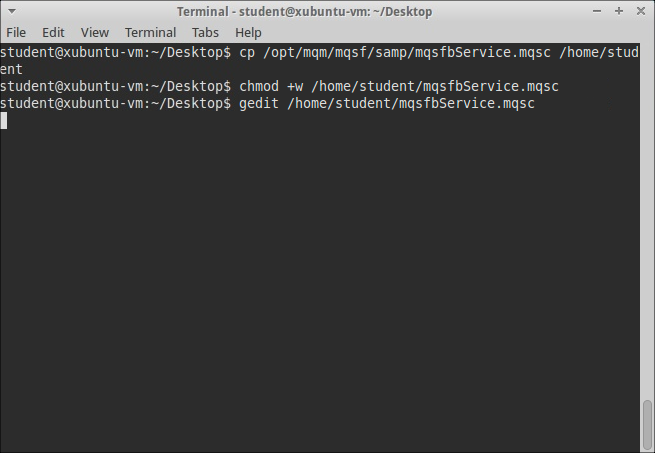 Terminal - student@xubuntu-vm: ~/Desktop
File Edit View Terminal Tabs Help
student@xubuntu-vm:~/Desktop$ cp /opt/mqm/mqsf/samp/mqsfbService.mqsc /home/stud
ent
student@xubuntu-vm:~/Desktop$ chmod +w /home/student/mqsfbService.mqsc
student@xubuntu-vm:~/Desktop$ gedit /home/student/mqsfbService.mqsc